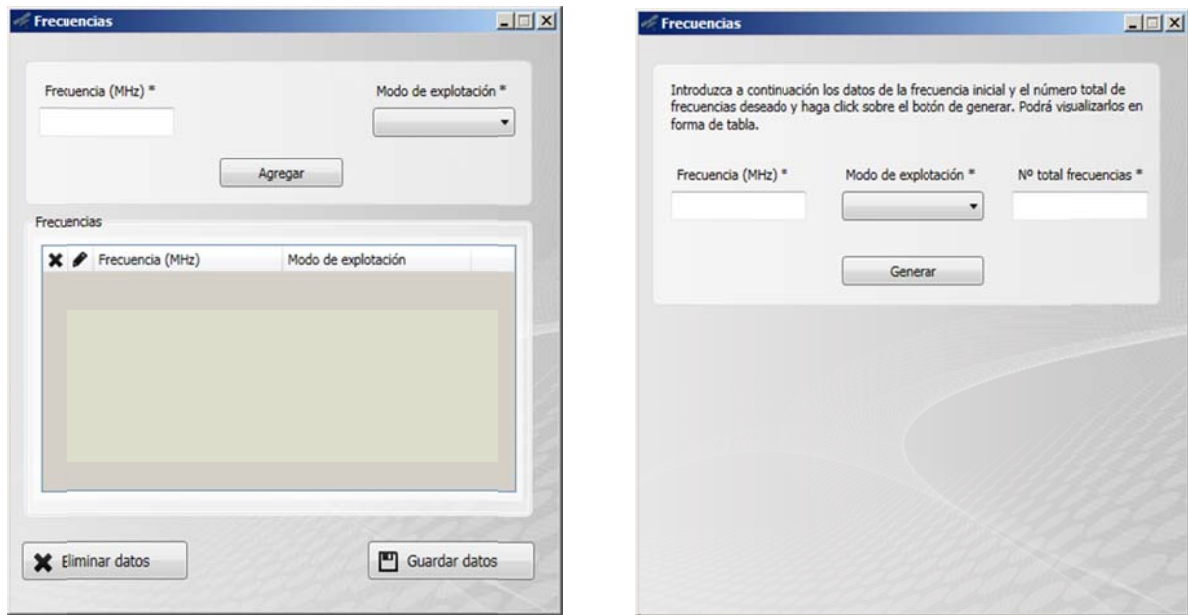 Frecuencias
Frecuencia (MHz) *
Modo de explotación *
Agregar
Frecuencias
Frecuencia (MHz)
Modo de explotación
Eliminar datos
Guardar datos
Frecuencias
Introduzca a continuación los datos de la frecuencia inicial y el número total de
frecuencias deseado y haga click sobre el botón de generar. Podrá visualizarlos en
forma de tabla.
Frecuencia (MHz) *
Modo de explotación *
Nº total frecuencias *
Generar